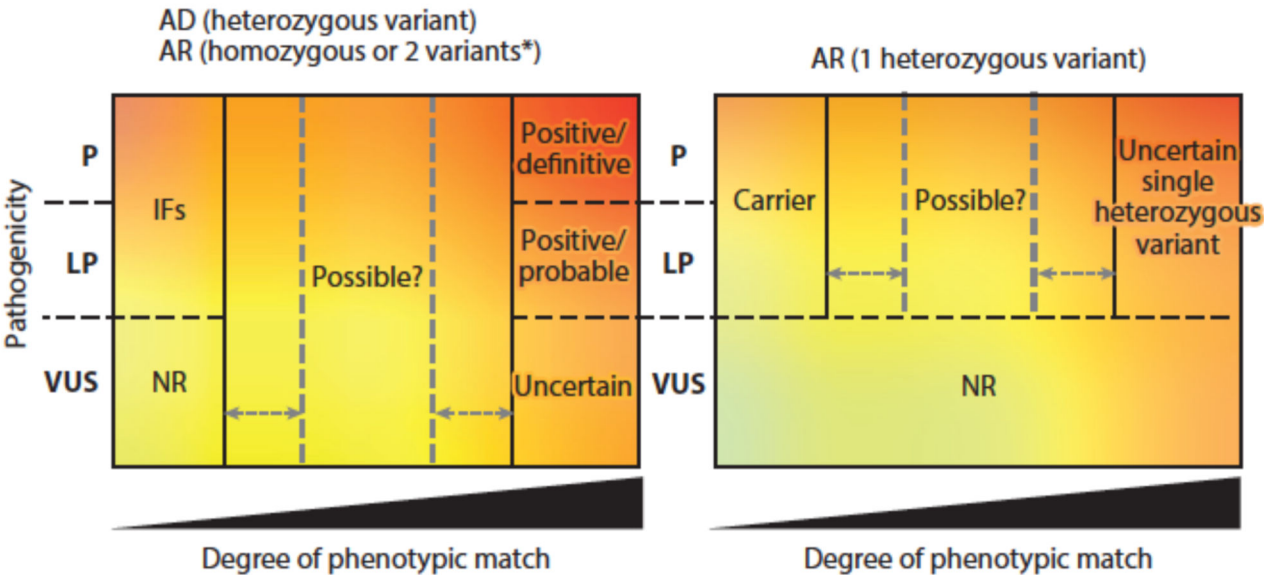 AD (heterozygous variant)
AR (homozygous or 2 variants*)
Pathogenicity
P
LP
VUS
IFs
NR
Possible?
Positive/
definitive
Positive/
probable
Uncertain
Degree of phenotypic match
AR (1 heterozygous variant)
P
LP
VUS
Carrier
Possible?
Uncertain
single
heterozygous
variant
NR
Degree of phenotypic match